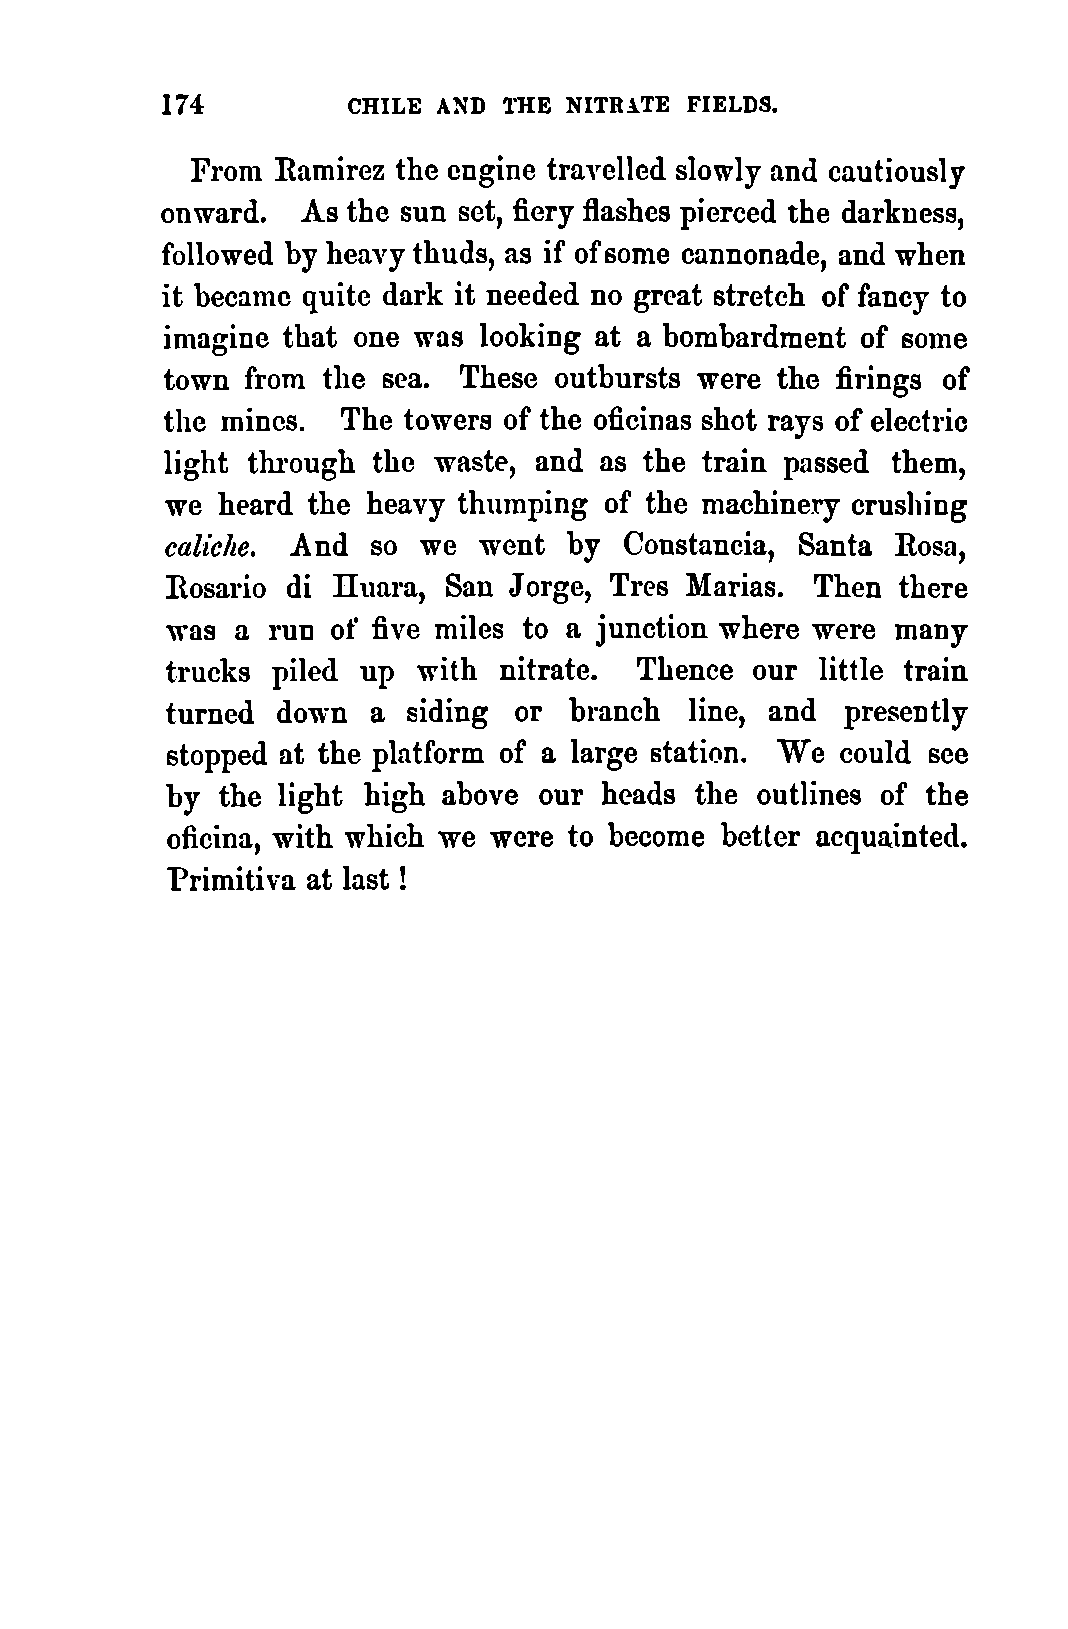 174 CHILE AND THE NITRATE FIELDS.
From Ramirez the engine travelled slowly and cautiously
onward. As the sun set, fiery flashes pierced the darkness,
followed by heavy thuds, as if of some cannonade, and when
it became quite dark it needed no great stretch of fancy to
imagine that one was looking at a bombardment of some
town from the sea. These outbursts were the firings of
the mines. The towers of the oficinas shot rays of electric
light through the waste, and as the train passed them,
we heard the heavy thumping of the machinery crushing
caliche. And so we went by Constancia, Santa Rosa,
Rosario di Huara, San Jorge, Tres Marias. Then there
was a run of five miles to a junction where were many
trucks piled up with nitrate. Thence our little train
turned down a siding or branch line, and presently
stopped at the platform of a large station. We could see
by the light high above our heads the outlines of the
oficina, with which we were to become better acquainted.
Primitiva at last !